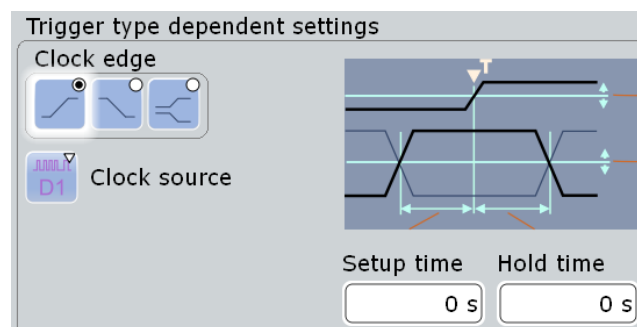 Trigger type dependent settings
Clock edge
T
D1 Clock source
Setup time Hold time
0 s 0 s